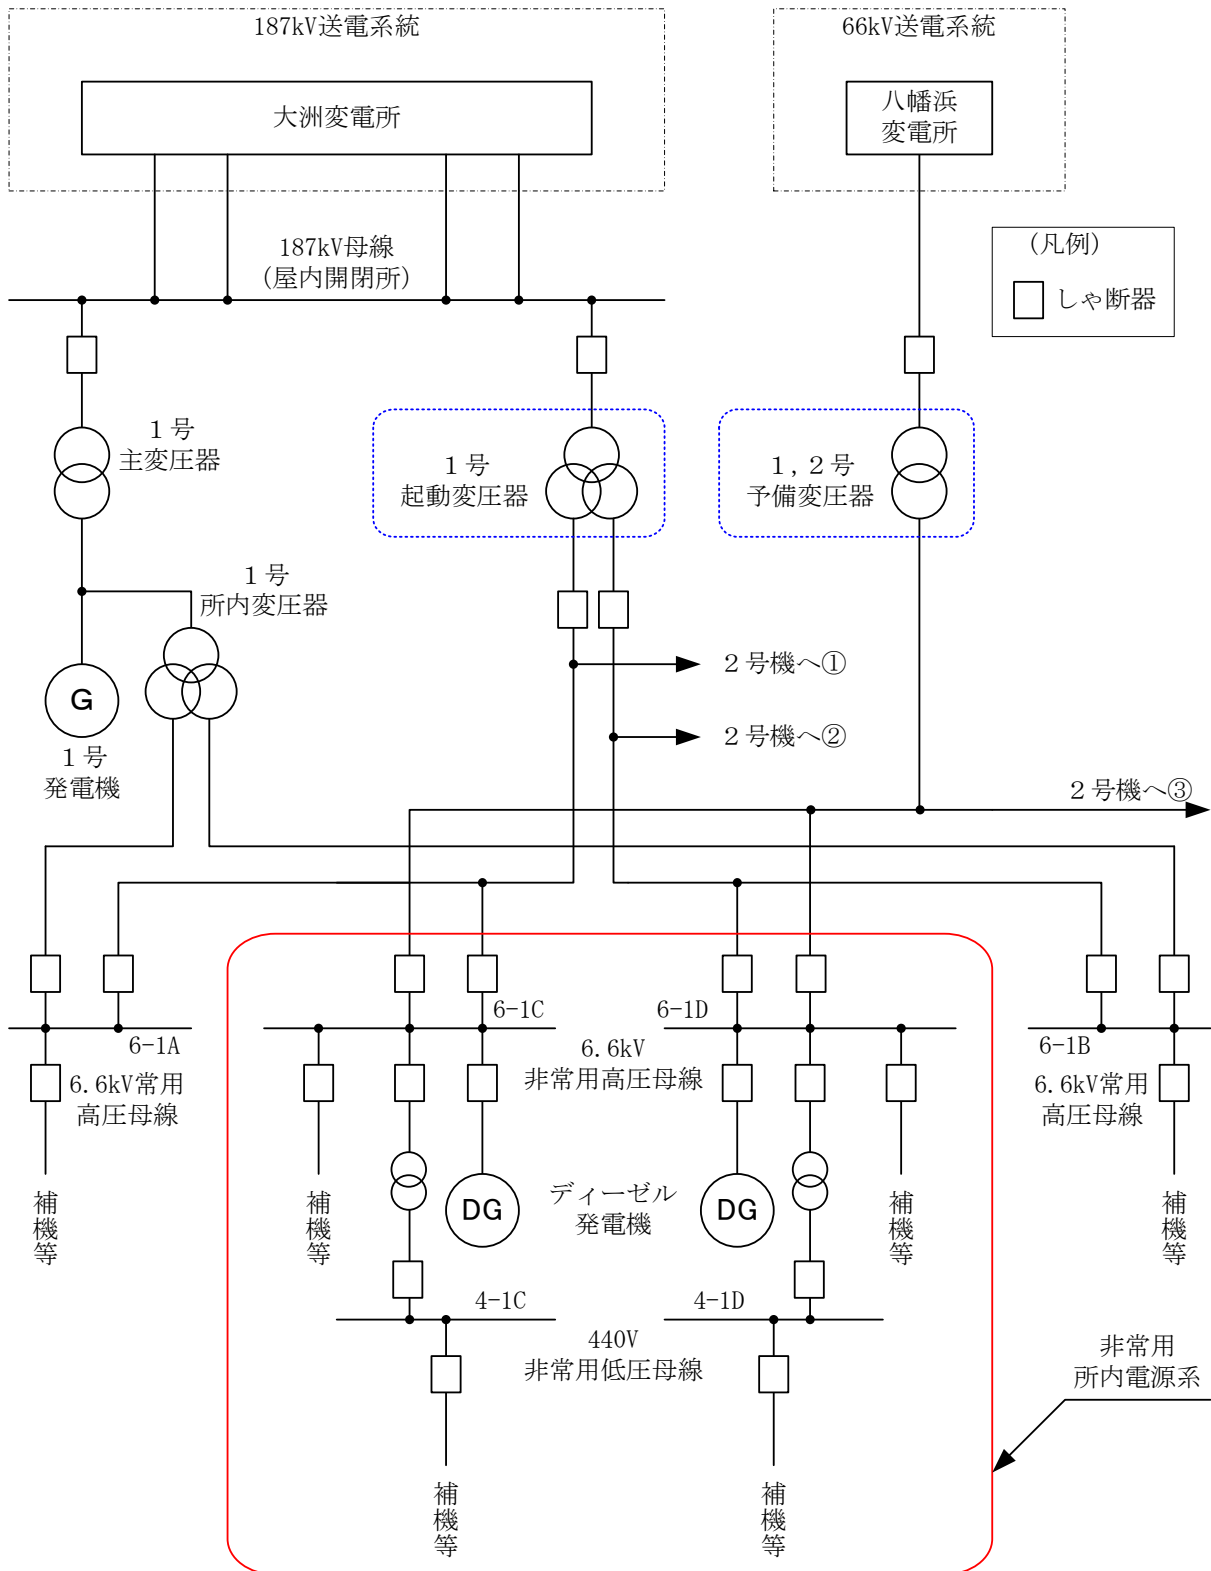 187kV送電系統
66kV送電系統
大洲変電所
八幡浜
変電所
187kV母線
(屋内開閉所)
(凡例)
しゃ断器
１号
主変圧器
１号
起動変圧器
１,２号
予備変圧器
１号
所内変圧器
G
１号
発電機
２号機へ①
２号機へ②
２号機へ③
6-1A
6.6kV常用
高圧母線
6-1C
6-1D
6.6kV
非常用高圧母線
6-1B
6.6kV常用
高圧母線
補機等
補機等
DG
ディーゼル
発電機
DG
補機等
補機等
4-1C
4-1D
440V
非常用低圧母線
非常用
所内電源系
補機等
補機等